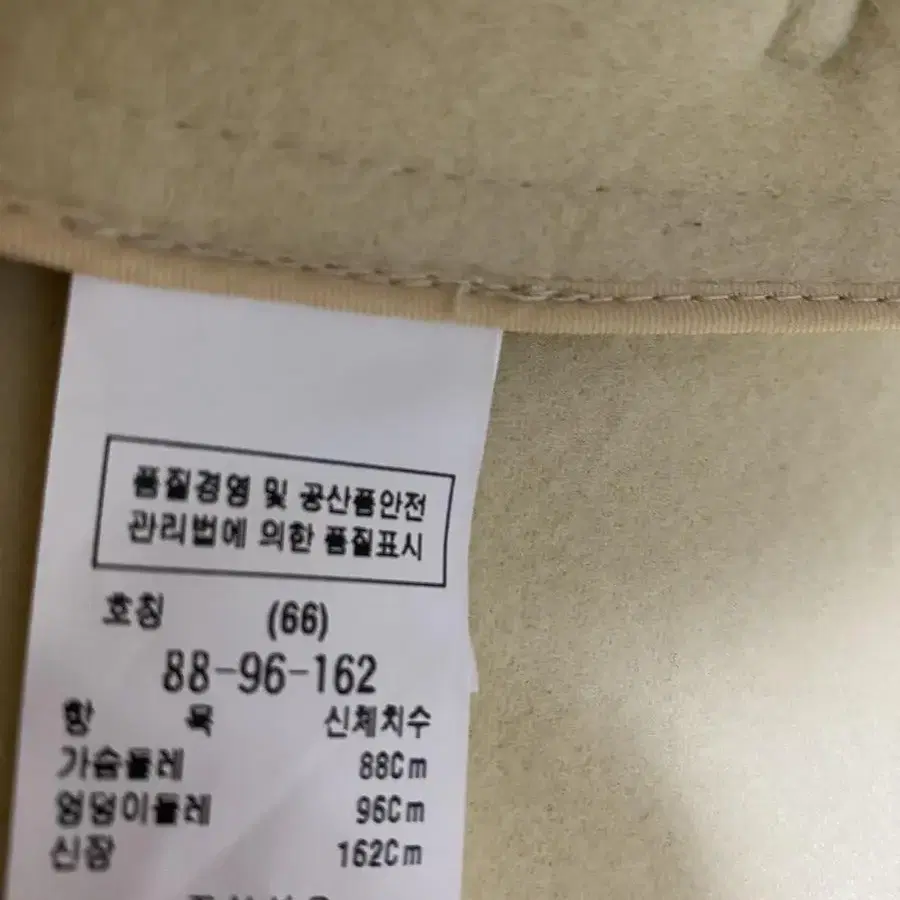 품질경영 및 공산품안전
관리법에 의한 품질표시
호칭 (66)
88-96-162
항 목 신체치수
가슴둘레 88Cm
엉덩이둘레 96Cm
신장 162Cm